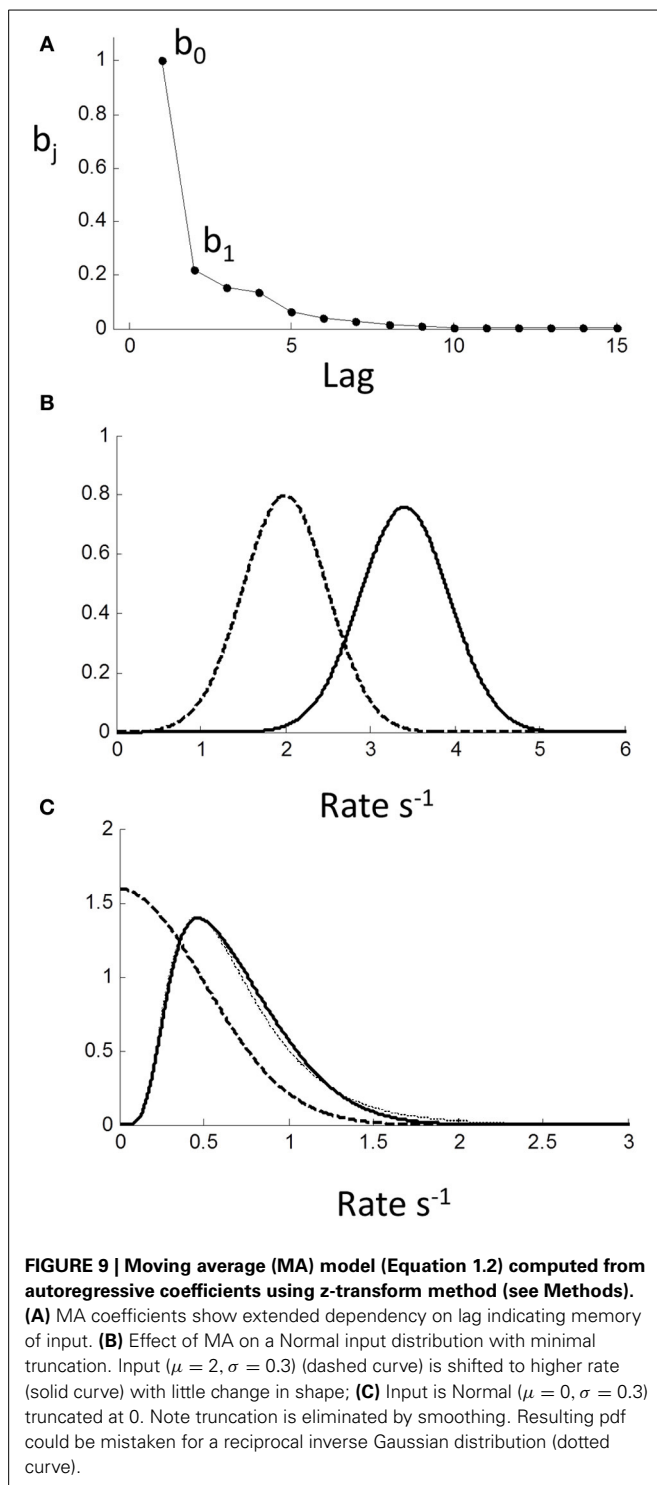 A
b0
1
0.8
bj
0.6
0.4
b1
0.2
0
0 5 10 15
Lag
B
1
0.8
0.6
0.4
0.2
0
0 1 2 3 4 5 6
Rate s-1
C
2
1.5
1
0.5
0
0 0.5 1 1.5 2 2.5 3
Rate s-1
FIGURE 9 | Moving average (MA) model (Equation 1.2) computed from
autoregressive coefficients using z-transform method (see Methods).
(A) MA coefficients show extended dependency on lag indicating memory
of input. (B) Effect of MA on a Normal input distribution with minimal
truncation. Input (μ = 2, σ = 0.3) (dashed curve) is shifted to higher rate
(solid curve) with little change in shape; (C) Input is Normal (μ = 0, σ = 0.3)
truncated at 0. Note truncation is eliminated by smoothing. Resulting pdf
could be mistaken for a reciprocal inverse Gaussian distribution (dotted
curve).